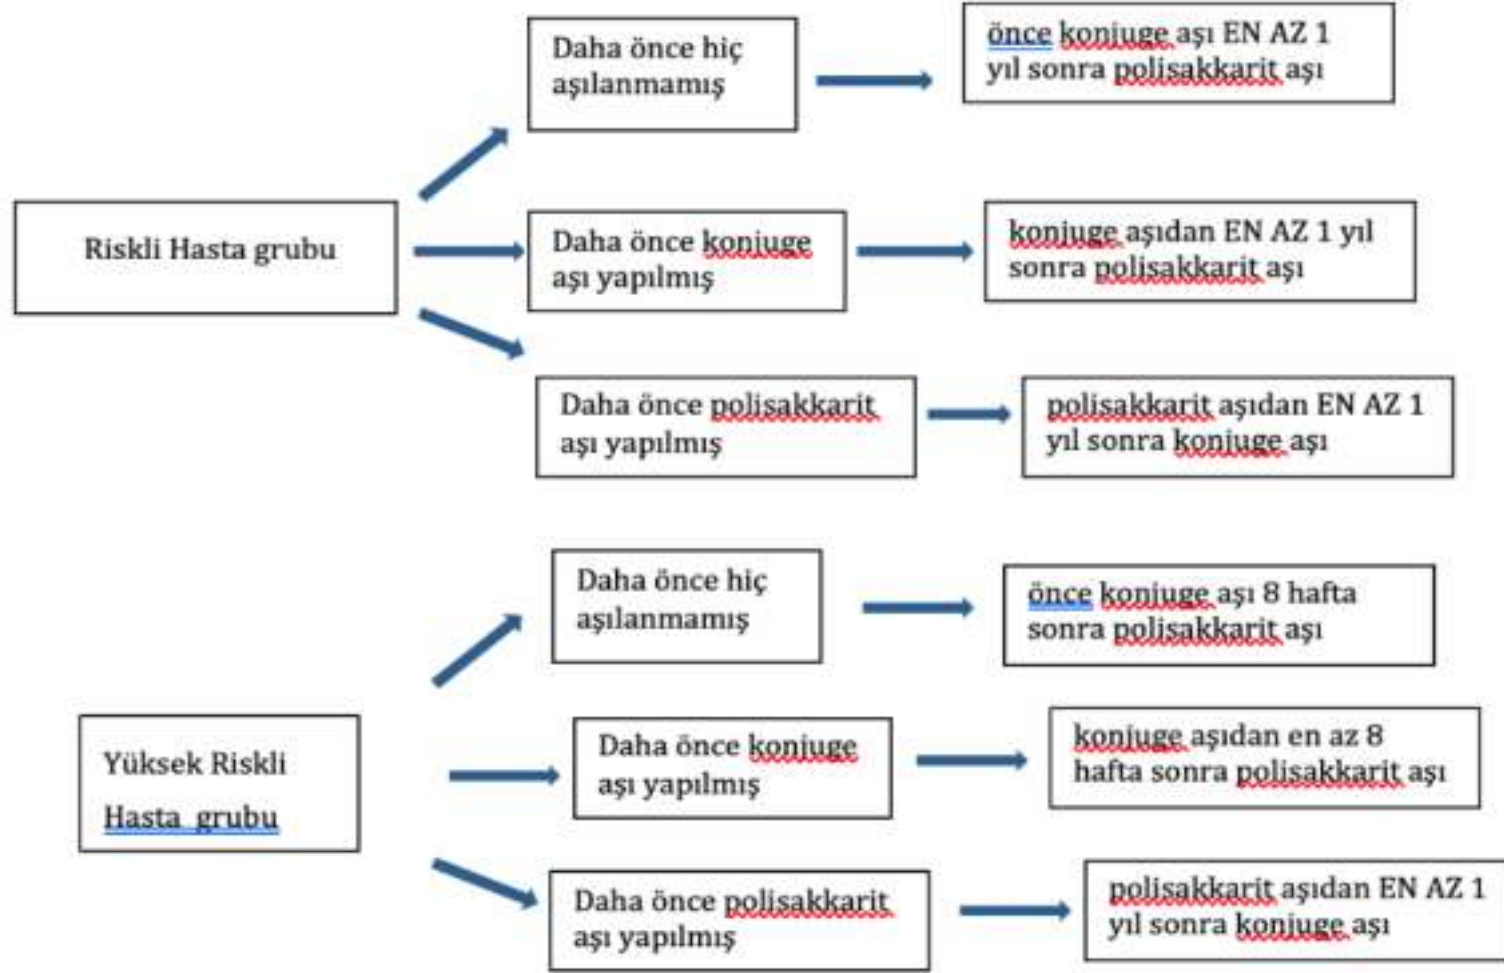 Riskli Hasta grubu
Daha önce hiç
aşılanmamış
önce konjuge aşı EN AZ 1
yıl sonra polisakkarit aşı
Daha önce konjuge
aşı yapılmış
konjuge aşıdan EN AZ 1 yıl
sonra polisakkarit aşı
Daha önce polisakkarit
aşı yapılmış
polisakkarit aşıdan EN AZ 1
yıl sonra konjuge aşı
Yüksek Riskli
Hasta grubu
Daha önce hiç
aşılanmamış
önce konjuge aşı 8 hafta
sonra polisakkarit aşı
Daha önce konjuge
aşı yapılmış
konjuge aşıdan en az 8
hafta sonra polisakkarit aşı
Daha önce polisakkarit
aşı yapılmış
polisakkarit aşıdan EN AZ 1
yıl sonra konjuge aşı